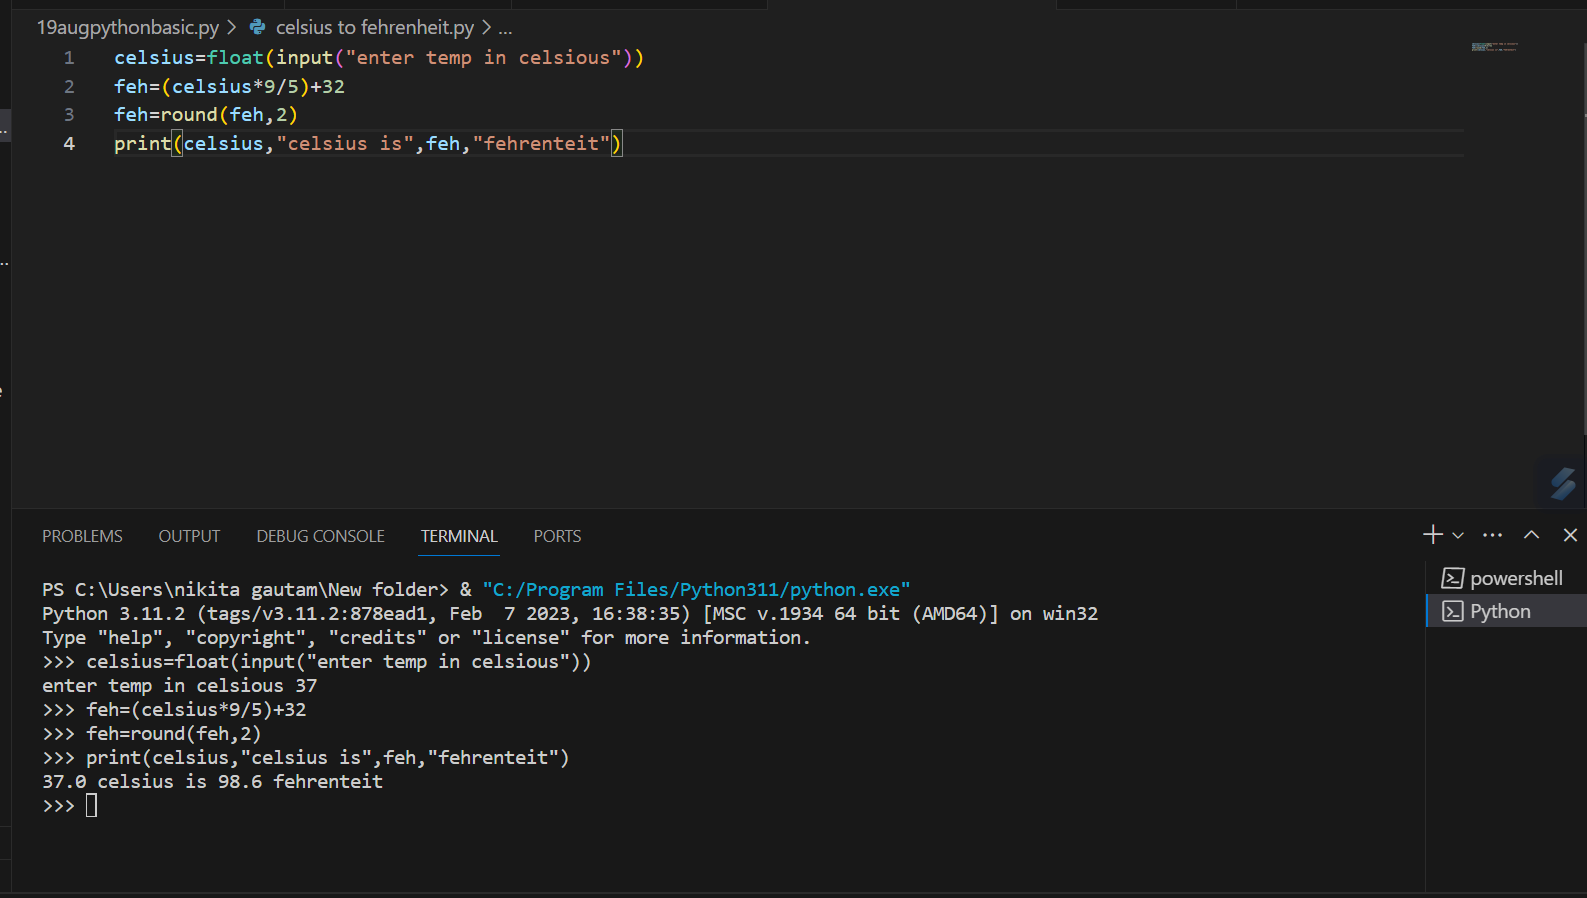 19augpythonbasic.py > celsius to fehrenheit.py > ...
1 celsius=float(input("enter temp in celsious"))
2 feh=(celsius*9/5)+32
3 feh=round(feh,2)
4 print(celsius,"celsius is",feh,"fehrenteit")
PROBLEMS OUTPUT DEBUG CONSOLE TERMINAL PORTS
PS C:\Users\nikita gautam\New folder> & "C:/Program Files/Python311/python.exe"
Python 3.11.2 (tags/v3.11.2:878ead1, Feb  7 2023, 16:38:35) [MSC v.1934 64 bit (AMD64)] on win32
Type "help", "copyright", "credits" or "license" for more information.
>>> celsius=float(input("enter temp in celsious"))
enter temp in celsious 37
>>> feh=(celsius*9/5)+32
>>> feh=round(feh,2)
>>> print(celsius,"celsius is",feh,"fehrenteit")
37.0 celsius is 98.6 fehrenteit
>>>
powershell
Python